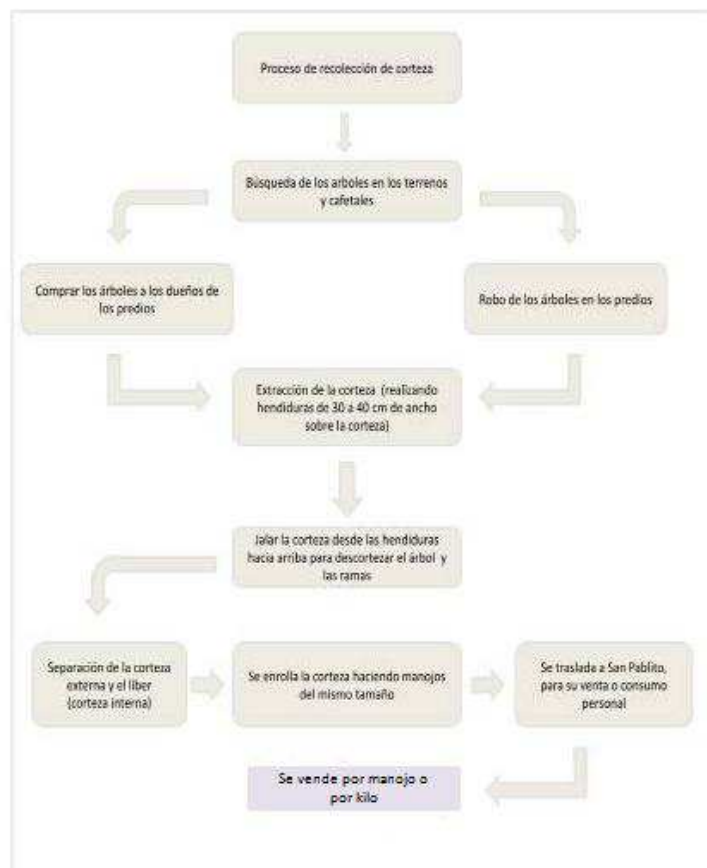 Proceso de recolección de corteza
Búsqueda de los arboles en los terrenos
y cafetales
Comprar los árboles a los dueños de
los predios
Robo de los árboles en los predios
Extracción de la corteza (realizando
hendiduras de 30 a 40 cm de ancho
sobre la corteza)
Jalar la corteza desde las hendiduras
hacia arriba para descortezar el árbol y
las ramas
Separación de la corteza
externa y el liber
(corteza interna)
Se enrolla la corteza haciendo manojos
del mismo tamaño
Se traslada a San Pablito,
para su venta o consumo
personal
Se vende por manojo o
por kilo